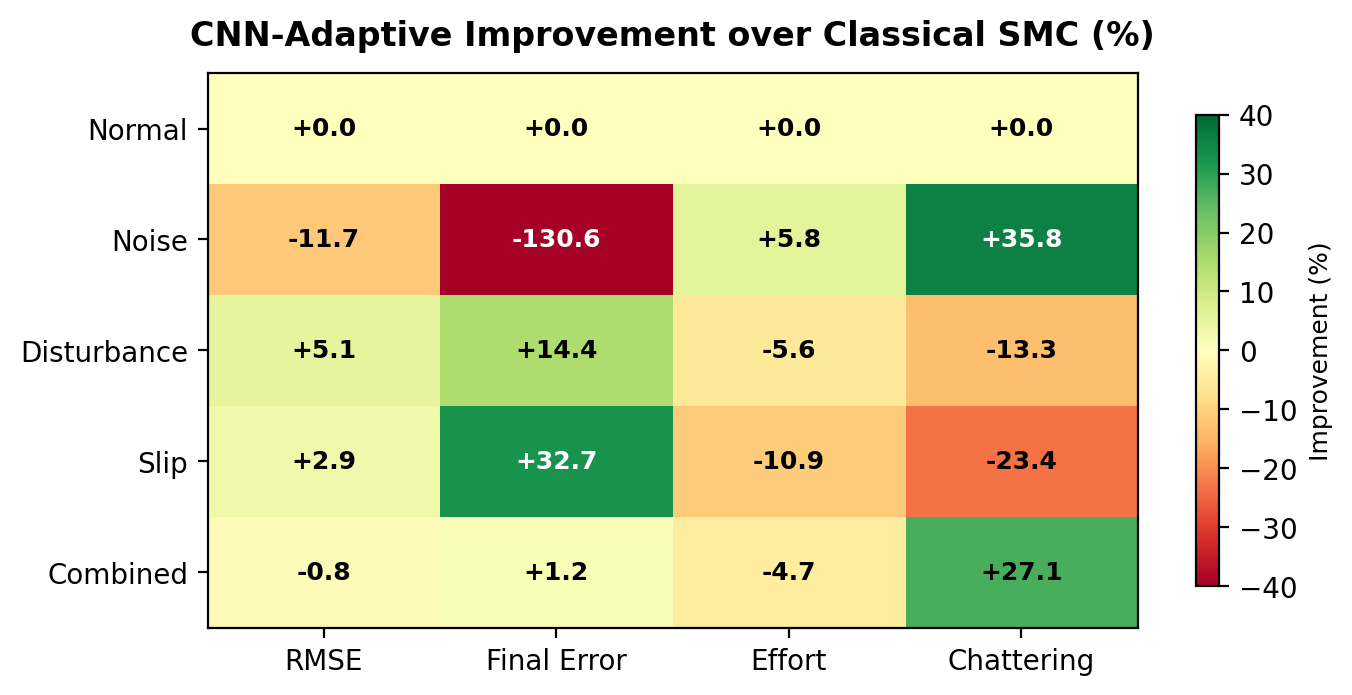 CNN-Adaptive Improvement over Classical SMC (%)
Normal +0.0 +0.0 +0.0 +0.0
Noise -11.7 -130.6 +5.8 +35.8
Disturbance +5.1 +14.4 -5.6 -13.3
Slip +2.9 +32.7 -10.9 -23.4
Combined -0.8 +1.2 -4.7 +27.1
RMSE Final Error Effort Chattering
40
30
20
10
0
−10
−20
−30
−40
Improvement (%)